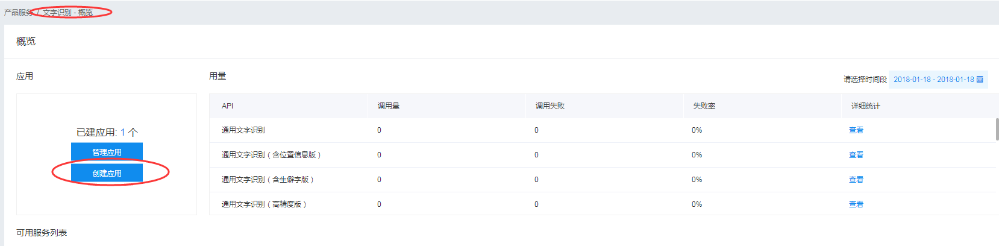 产品服务 / 文字识别 - 概览
概览
应用
用量
请选择时间段 2018-01-18 - 2018-01-18
已建应用: 1 个
管理应用
创建应用
API 调用量 调用失败 失败率 详细统计
通用文字识别 0 0 0% 查看
通用文字识别（含位置信息版） 0 0 0% 查看
通用文字识别（含生僻字版） 0 0 0% 查看
通用文字识别（高精度版） 0 0 0% 查看
可用服务列表